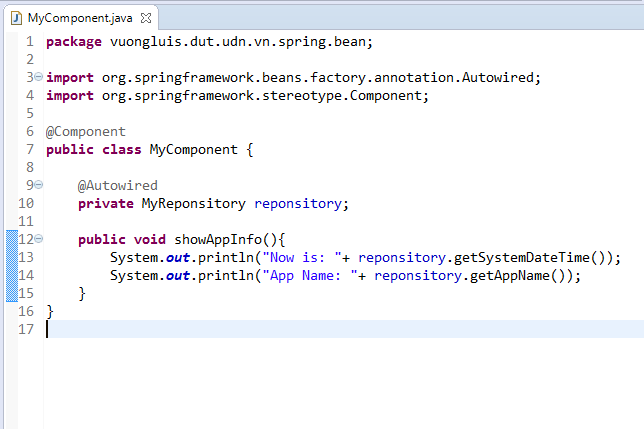 MyComponent.java
1 package vuongluis.dut.udn.vn.spring.bean;
2
3 import org.springframework.beans.factory.annotation.Autowired;
4 import org.springframework.stereotype.Component;
5
6 @Component
7 public class MyComponent {
8
9     @Autowired
10     private MyReponsitory reponsitory;
11
12     public void showAppInfo(){
13         System.out.println("Now is: "+ reponsitory.getSystemDateTime());
14         System.out.println("App Name: "+ reponsitory.getAppName());
15     }
16 }
17